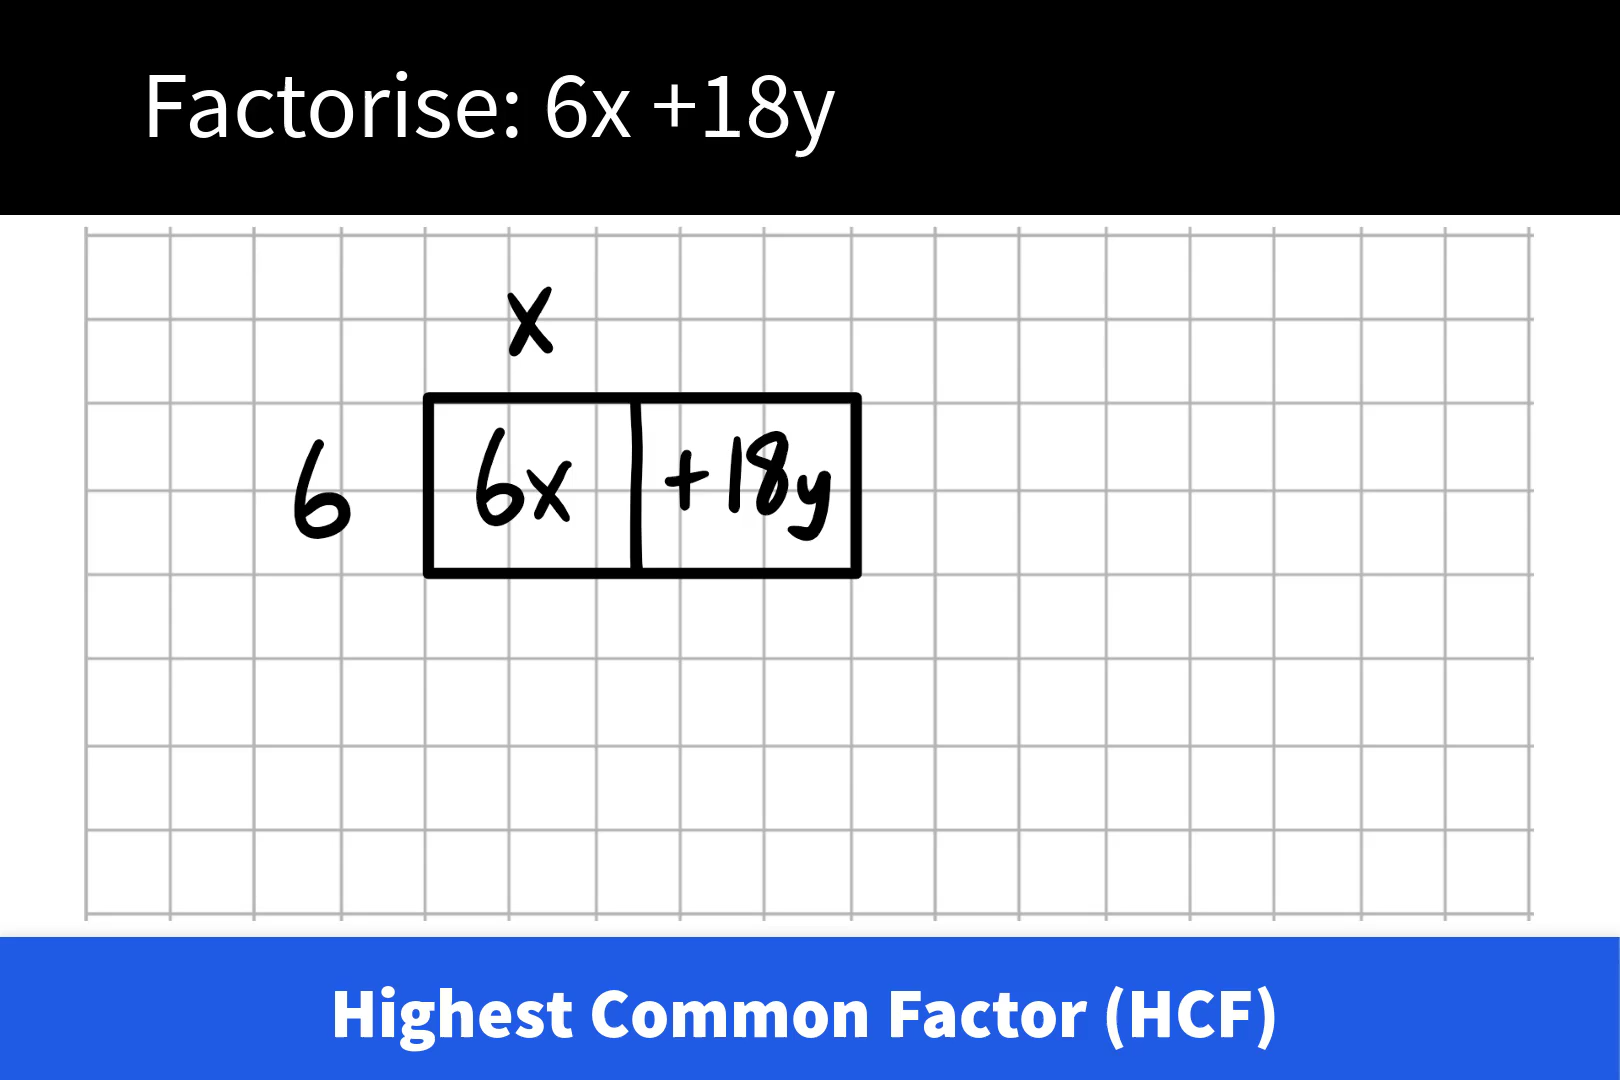 Factorise: 6x +18y
x
6 6x +18y
Highest Common Factor (HCF)